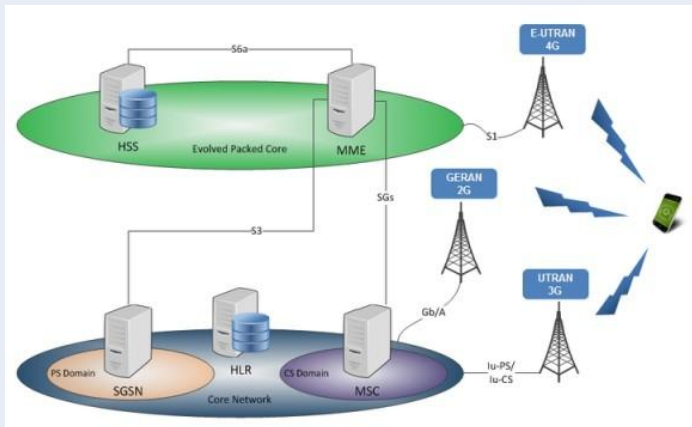 S6a
E-UTRAN
4G
HSS
Evolved Packed Core
MME
S1
GERAN
2G
SGs
S3
UTRAN
3G
Gb/A
HLR
PS Domain
CS Domain
SGSN
MSC
Core Network
Iu-PS/
Iu-CS